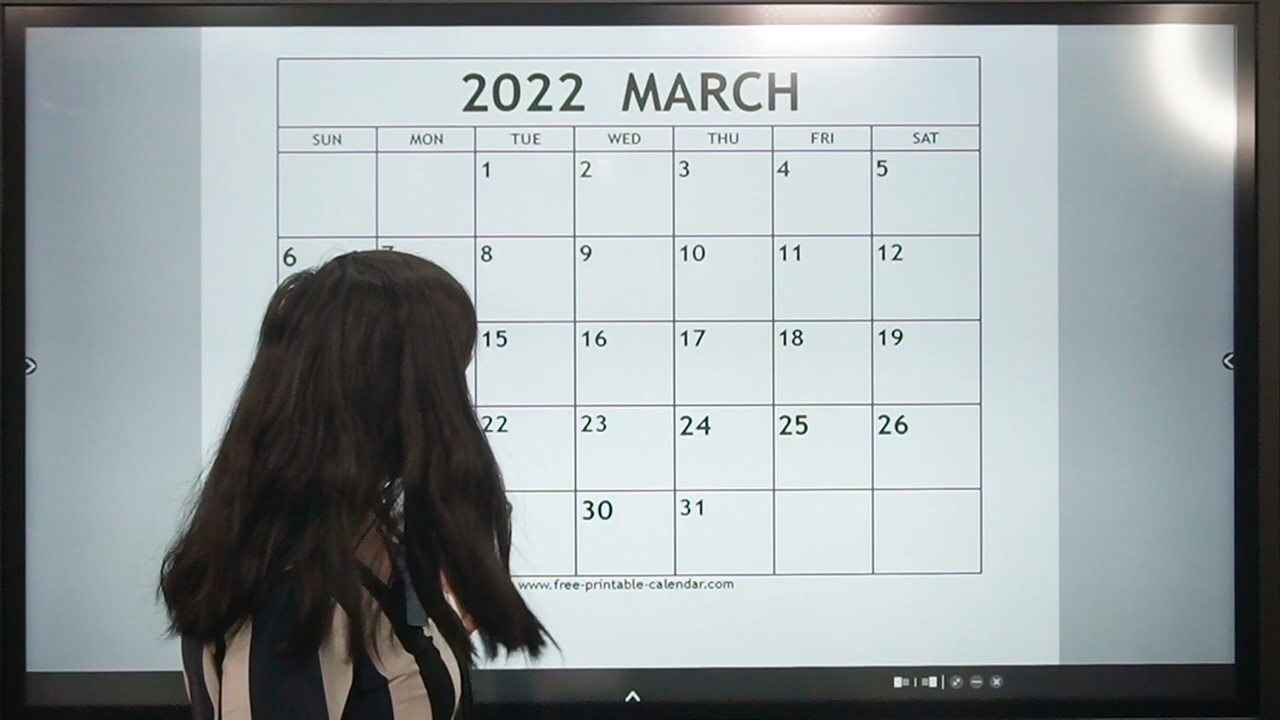 2022 MARCH
SUN MON TUE WED THU FRI SAT
1 2 3 4 5
6 7 8 9 10 11 12
15 16 17 18 19
22 23 24 25 26
30 31
www.free-printable-calendar.com